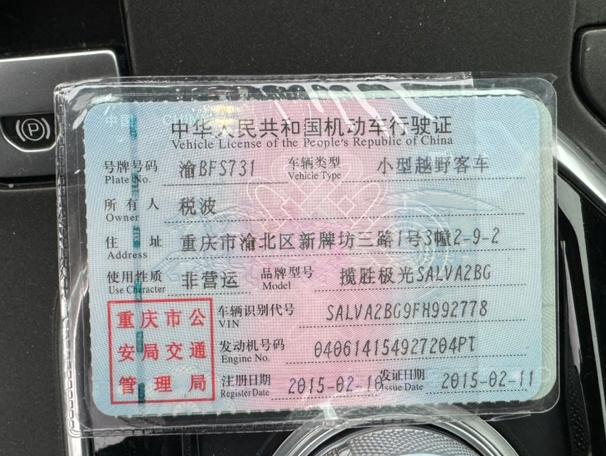 中华人民共和国机动车行驶证
Vehicle License of the People's Republic of China
号牌号码 渝BFS731 车辆类型 小型越野客车
Plate No. Vehicle Type
所有人 税波
Owner
住址 重庆市渝北区新牌坊三路1号3幢2-9-2
Address
使用性质 非营运 品牌型号 揽胜极光SALVA2BG
Use Character Model
重庆市公
安局交通
管理局
车辆识别代号 SALVA2BG9FH992778
VIN
发动机号码 040614154927204PT
Engine No.
注册日期 2015-02-10 发证日期 2015-02-11
Register Date Issue Date